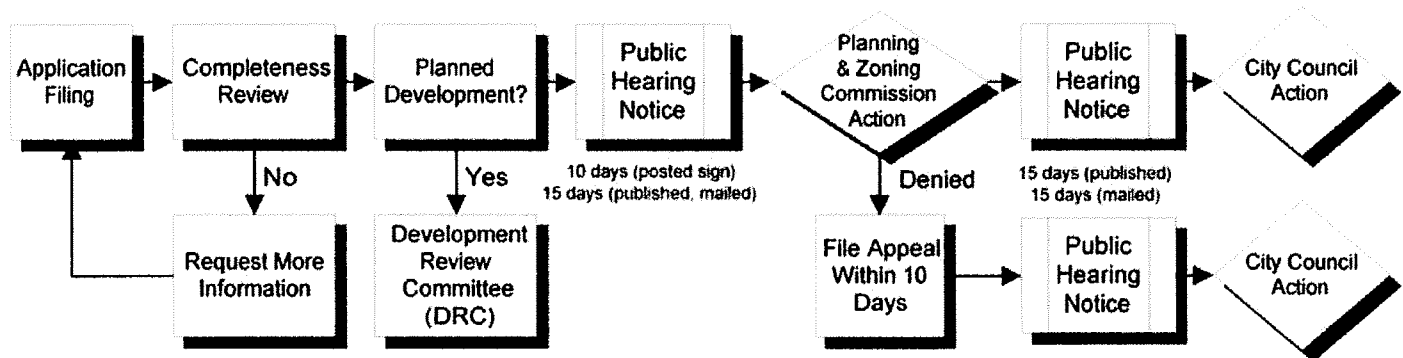 Application
Filing
Completeness
Review
Planned
Development?
Public
Hearing
Notice
Planning
& Zoning
Commission
Action
Public
Hearing
Notice
City Council
Action
No
Yes
10 days (posted sign)
15 days (published, mailed)
Denied
15 days (published)
15 days (mailed)
Request More
Information
Development
Review
Committee
(DRC)
File Appeal
Within 10
Days
Public
Hearing
Notice
City Council
Action